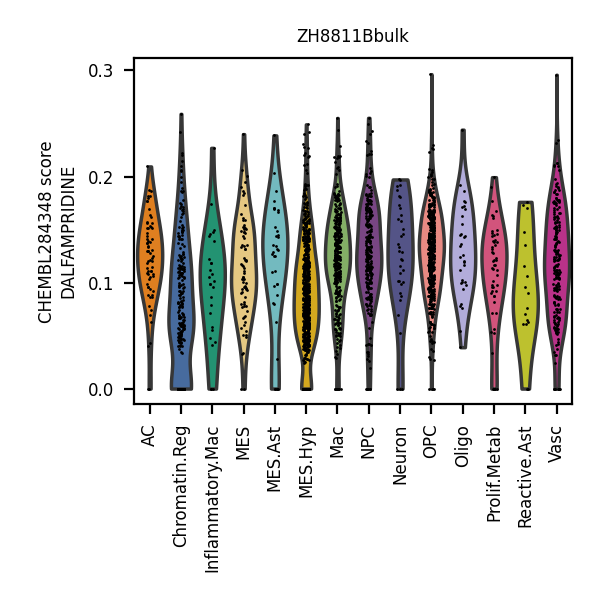 ZH8811Bbulk
CHEMBL284348 score
DALFAMPRIDINE
0.3
0.2
0.1
0.0
AC
Chromatin.Reg
Inflammatory.Mac
MES
MES.Ast
MES.Hyp
Mac
NPC
Neuron
OPC
Oligo
Prolif.Metab
Reactive.Ast
Vasc